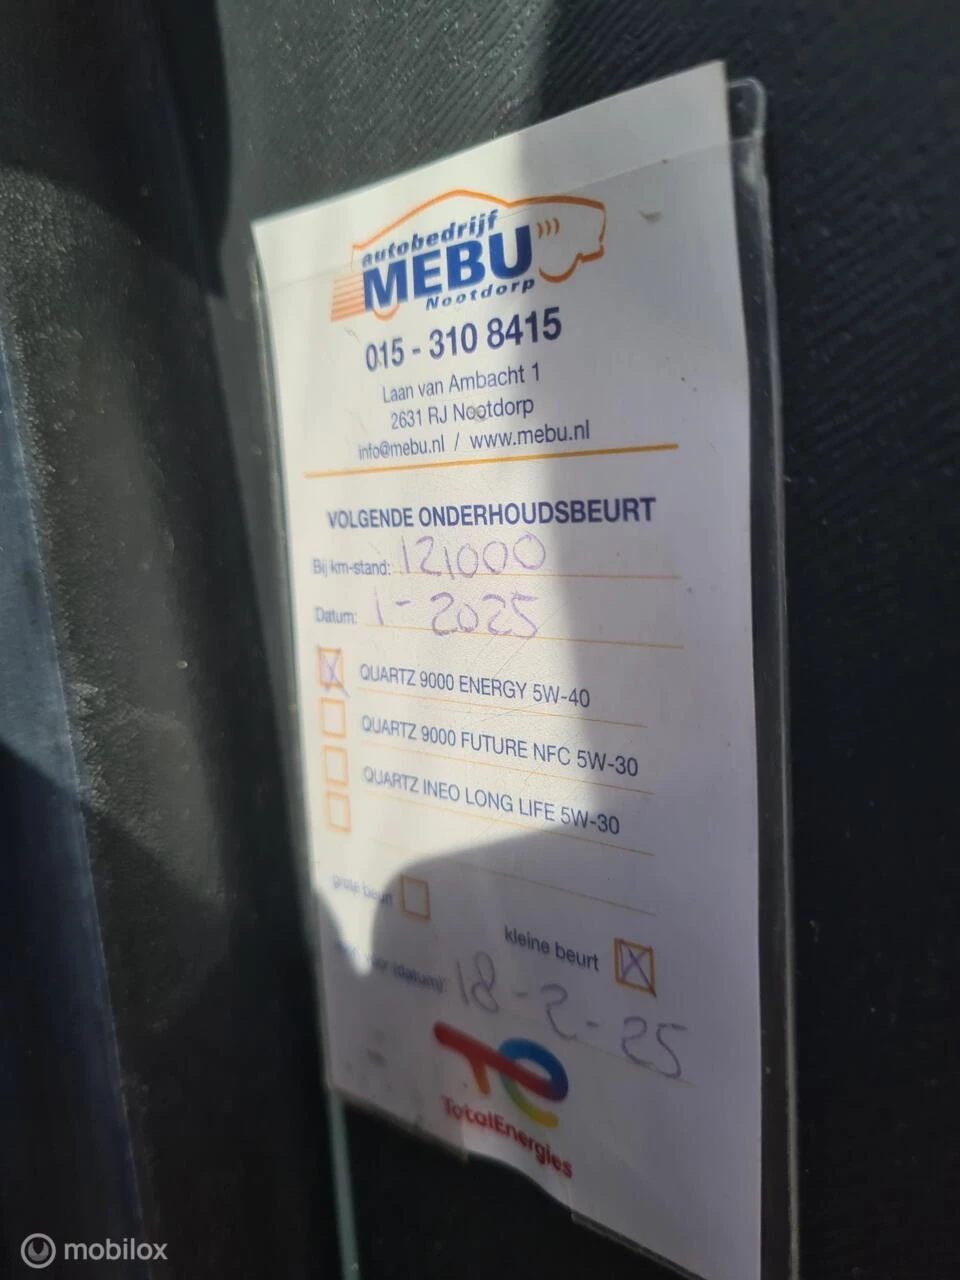 autobedrijf
MEBU
Nootdorp
015 - 310 8415
Laan van Ambacht 1
2631 RJ Nootdorp
info@mebu.nl / www.mebu.nl
VOLGENDE ONDERHOUDSBEURT
Bij km-stand: 121000
Datum: 1-2025
QUARTZ 9000 ENERGY 5W-40
QUARTZ 9000 FUTURE NFC 5W-30
QUARTZ INEO LONG LIFE 5W-30
grote beurt
kleine beurt
voor (datum): 18-2-25
TotalEnergies
mobilox